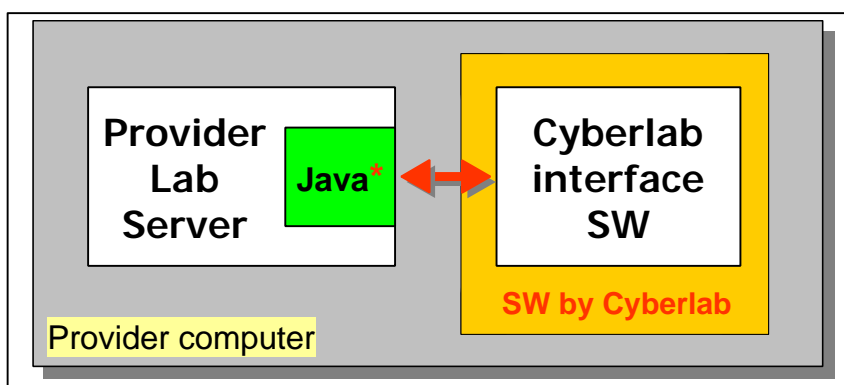 Provider
Lab
Server
Java*
Cyberlab
interface
SW
SW by Cyberlab
Provider computer